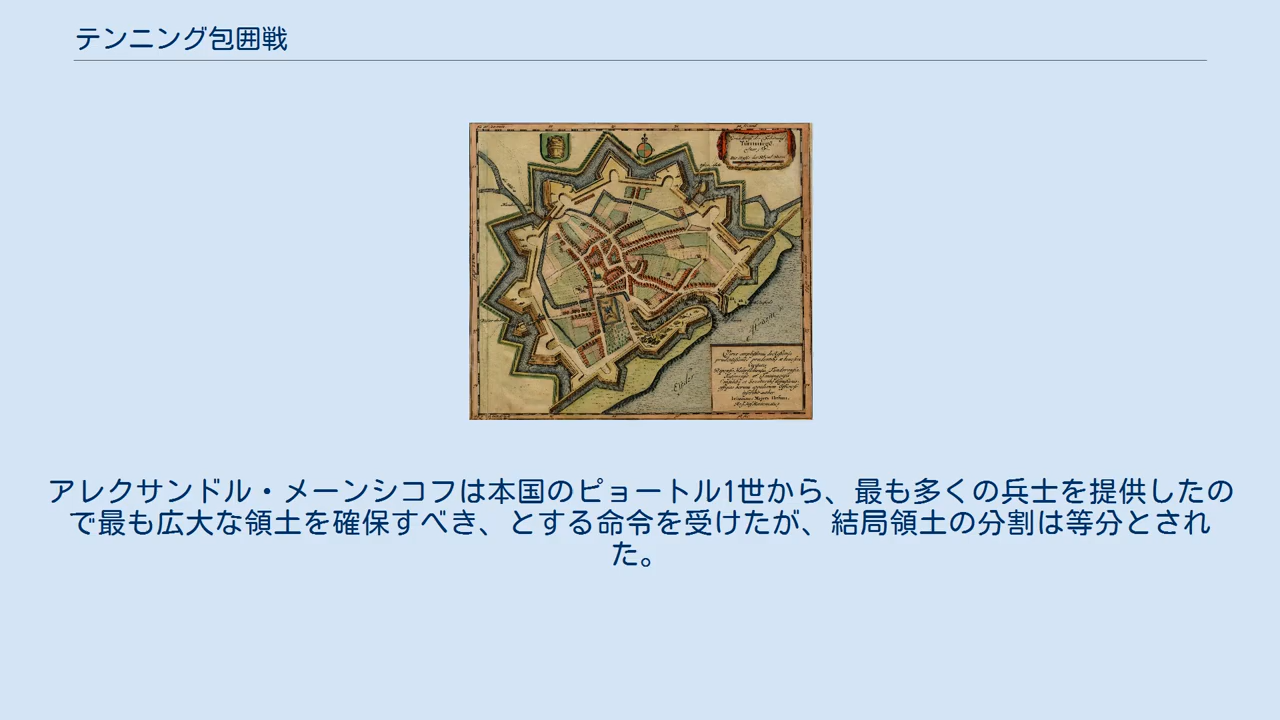 テンニング包囲戦
Eyder
アレクサンドル・メーンシコフは本国のピョートル1世から、最も多くの兵士を提供したの
で最も広大な領土を確保すべき、とする命令を受けたが、結局領土の分割は等分とされ
た。